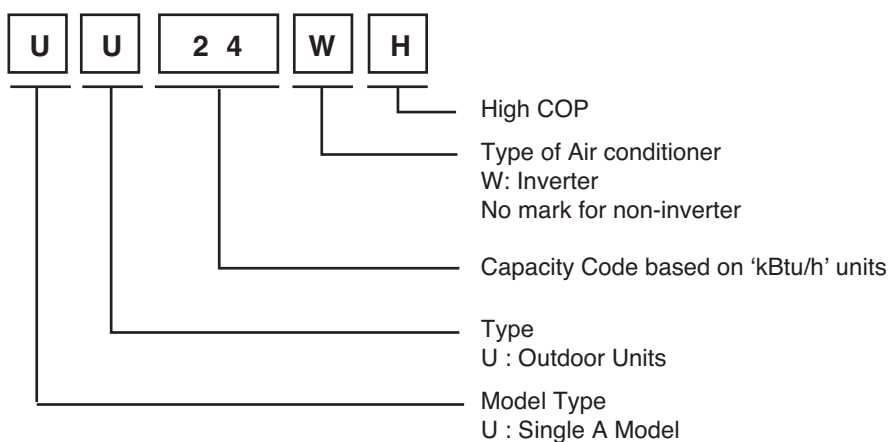 U U 2 4 W H
High COP
Type of Air conditioner
W: Inverter
No mark for non-inverter
Capacity Code based on ‘kBtu/h’ units
Type
U : Outdoor Units
Model Type
U : Single A Model